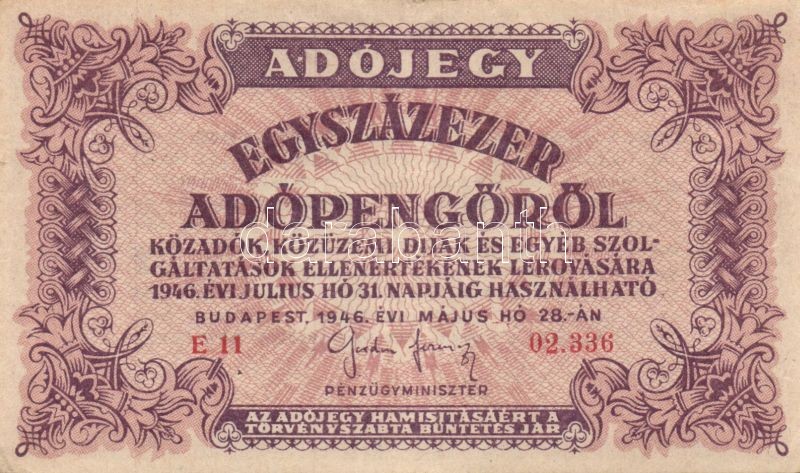 ADÓJEGY
EGYSZÁZEZER
ADÓPENGŐRŐL
KÖZADÓK, KÖZÜZEMI DIJAK ÉS EGYÉB SZOL-
GÁLTATÁSOK ELLENÉRTÉKÉNEK LEROVÁSÁRA
1946. ÉVI JULIUS HÓ 31. NAPJÁIG HASZNÁLHATÓ
BUDAPEST, 1946. ÉVI MÁJUS HÓ 28.-ÁN
E 11 02.336
PÉNZÜGYMINISZTER
AZ ADÓJEGY HAMISITÁSÁÉRT A
TÖRVÉNYSZABTA BÜNTETÉS JÁR